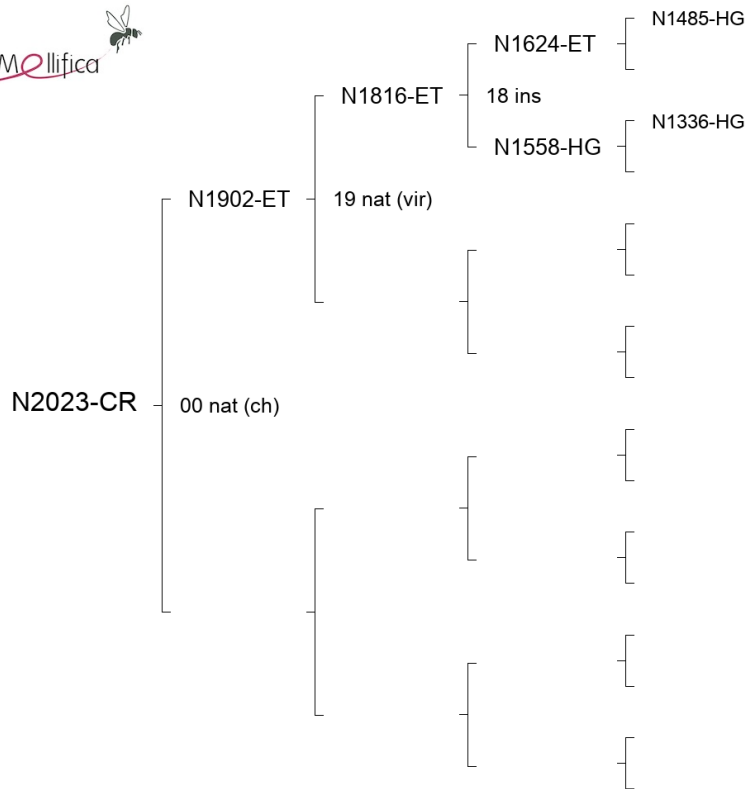 Mellifica
N1485-HG
N1624-ET
N1816-ET
18 ins
N1336-HG
N1558-HG
N1902-ET
19 nat (vir)
N2023-CR
00 nat (ch)